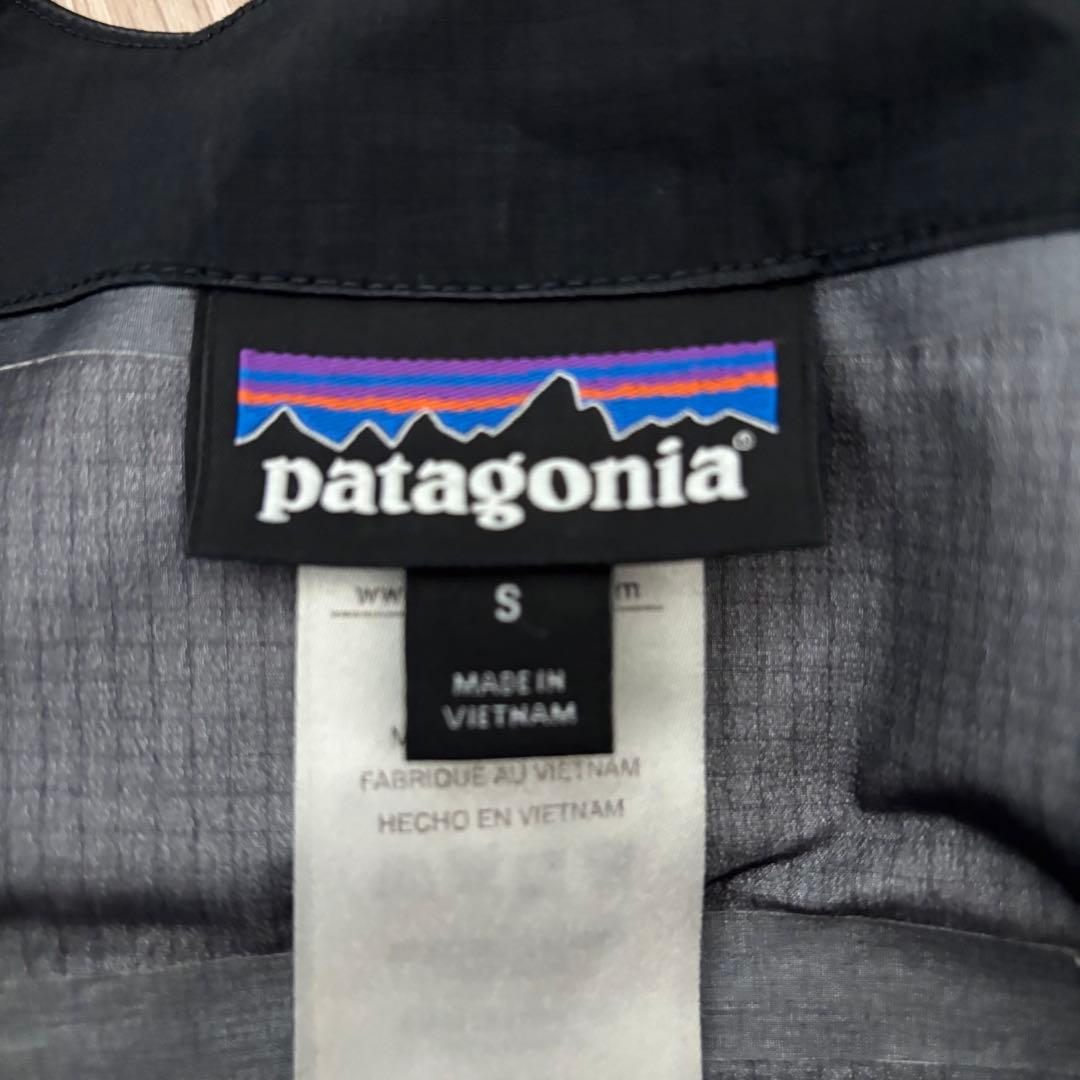 patagonia®
S
MADE IN
VIETNAM
FABRIQUÉ AU VIETNAM
HECHO EN VIETNAM